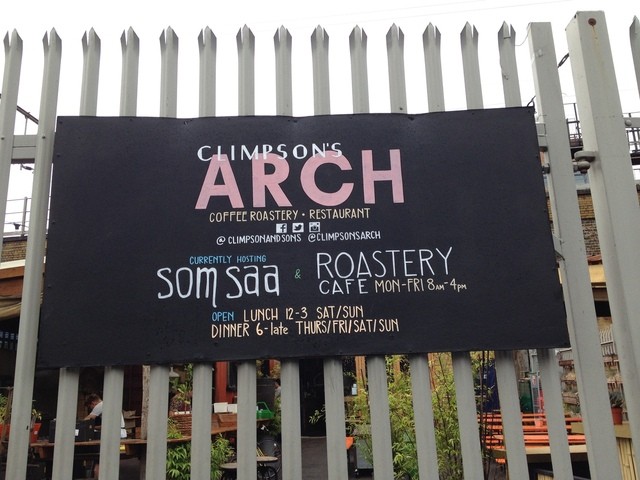 CLIMPSON'S
ARCH
COFFEE ROASTERY • RESTAURANT
@CLIMPSONANDSONS @CLIMPSONSARCH
CURRENTLY HOSTING
som saa & ROASTERY
CAFE MON-FRI 8AM-4PM
OPEN LUNCH 12-3 SAT/SUN
DINNER 6-late THURS/FRI/SAT/SUN